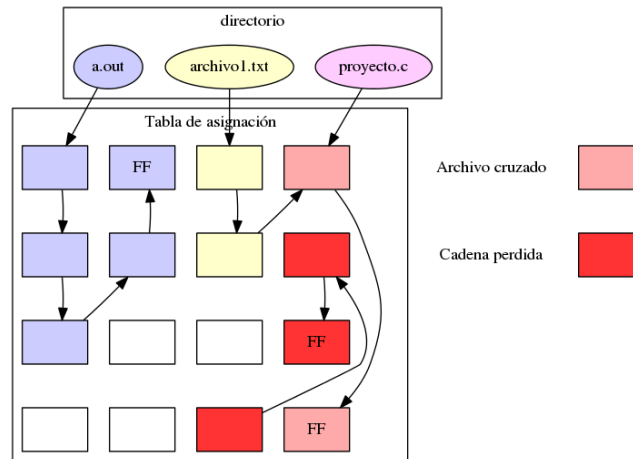 directorio
a.out
archivo1.txt
proyecto.c
Tabla de asignación
FF
Archivo cruzado
Cadena perdida
FF
FF